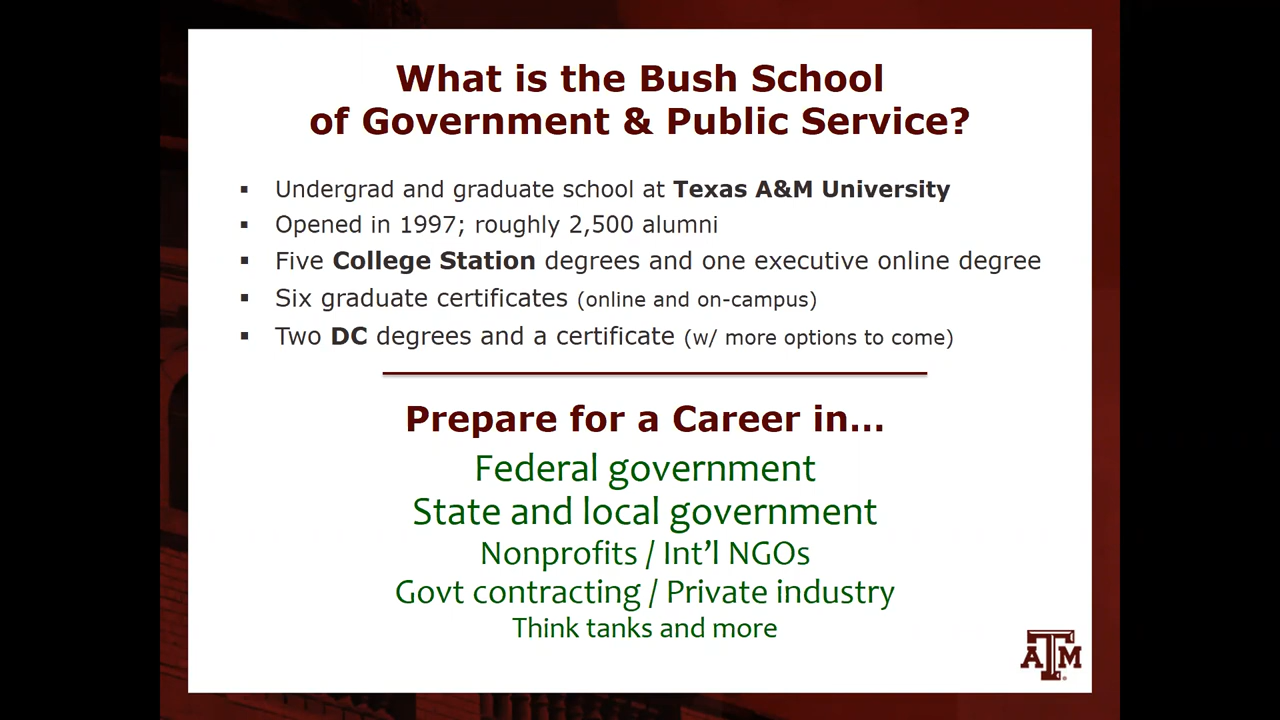 What is the Bush School
of Government & Public Service?
▪ Undergrad and graduate school at Texas A&M University
▪ Opened in 1997; roughly 2,500 alumni
▪ Five College Station degrees and one executive online degree
▪ Six graduate certificates (online and on-campus)
▪ Two DC degrees and a certificate (w/ more options to come)
Prepare for a Career in…
Federal government
State and local government
Nonprofits / Int’l NGOs
Govt contracting / Private industry
Think tanks and more
ATM